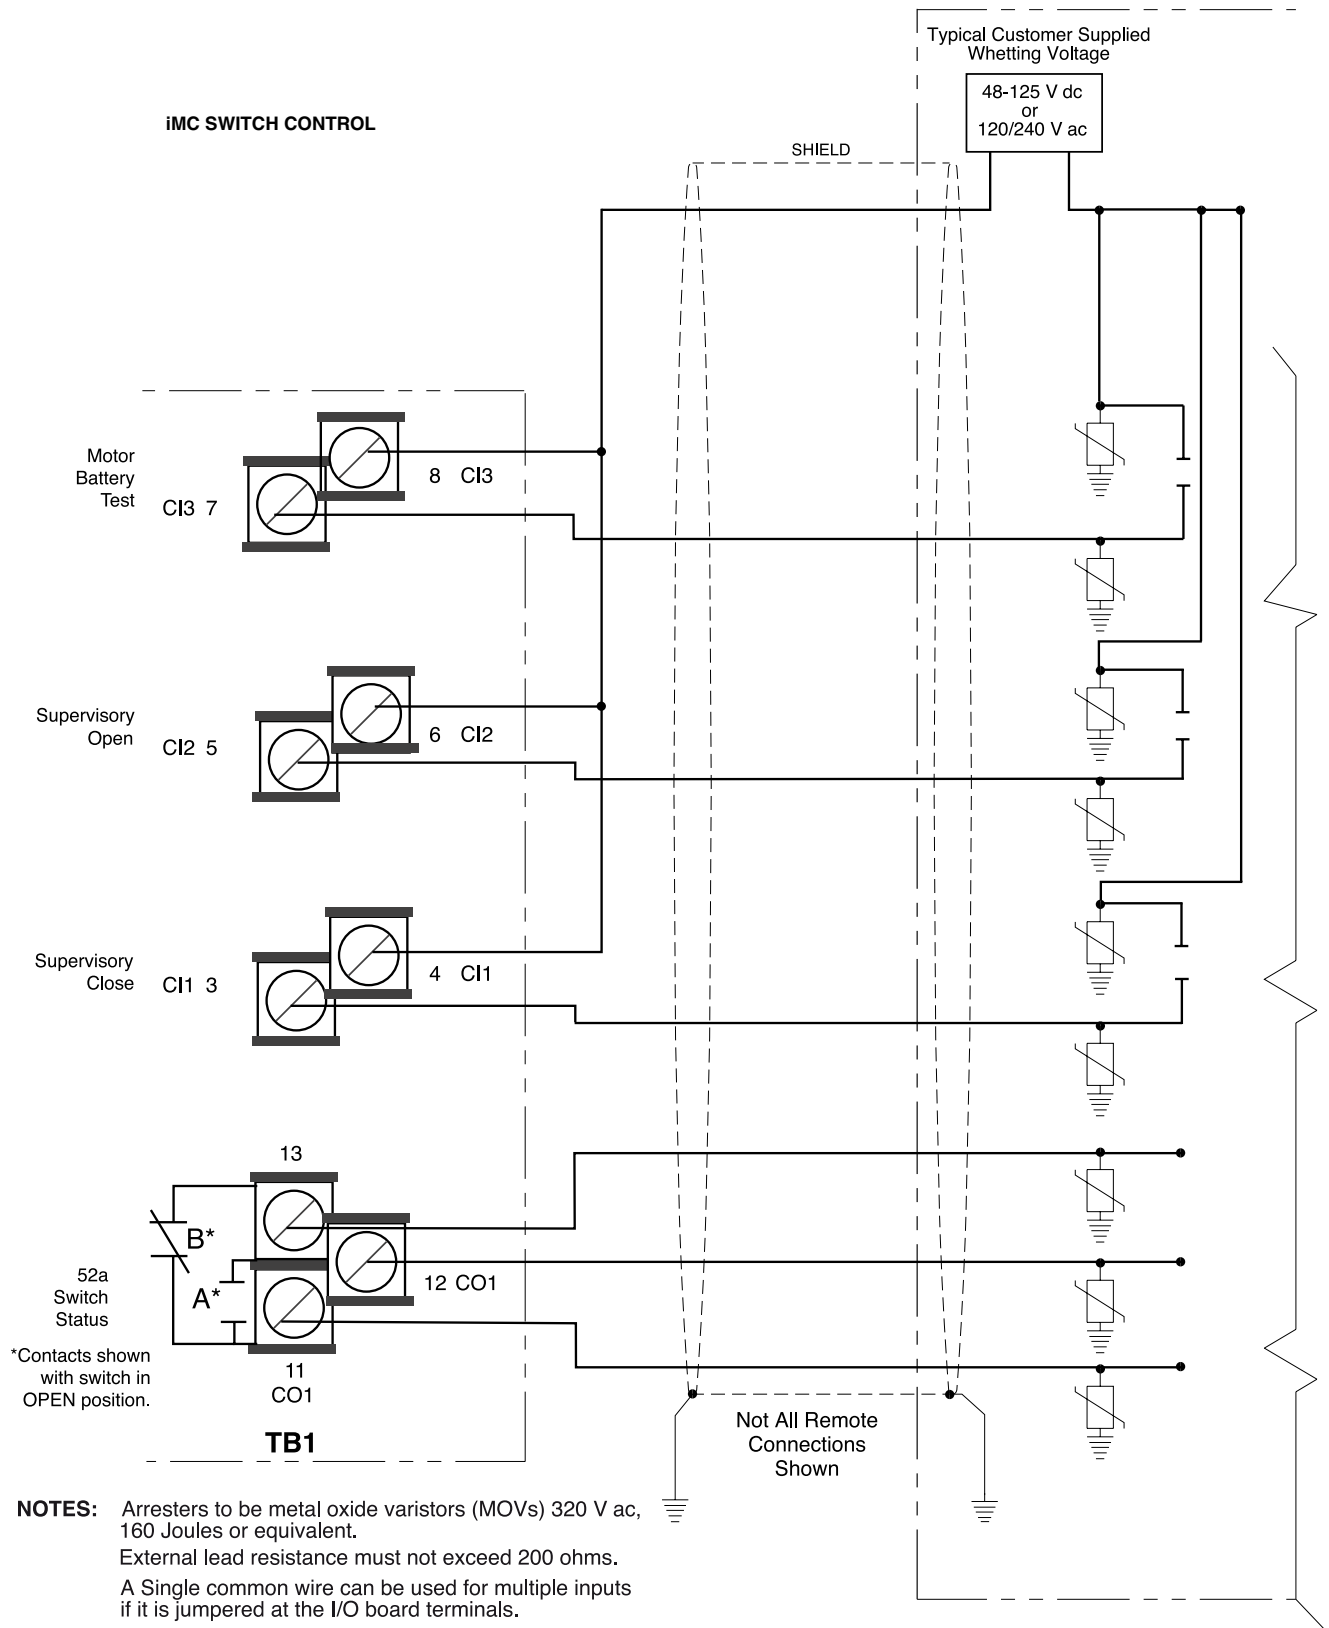 Typical Customer Supplied
Whetting Voltage
48-125 V dc
or
120/240 V ac
iMC SWITCH CONTROL
SHIELD
Motor
Battery
Test
CI3 7
8 CI3
Supervisory
Open
CI2 5
6 CI2
Supervisory
Close
CI1 3
4 CI1
13
B*
A*
12 CO1
52a
Switch
Status
*Contacts shown
with switch in
OPEN position.
11
CO1
TB1
Not All Remote
Connections
Shown
NOTES: Arresters to be metal oxide varistors (MOVs) 320 V ac,
160 Joules or equivalent.
External lead resistance must not exceed 200 ohms.
A Single common wire can be used for multiple inputs
if it is jumpered at the I/O board terminals.